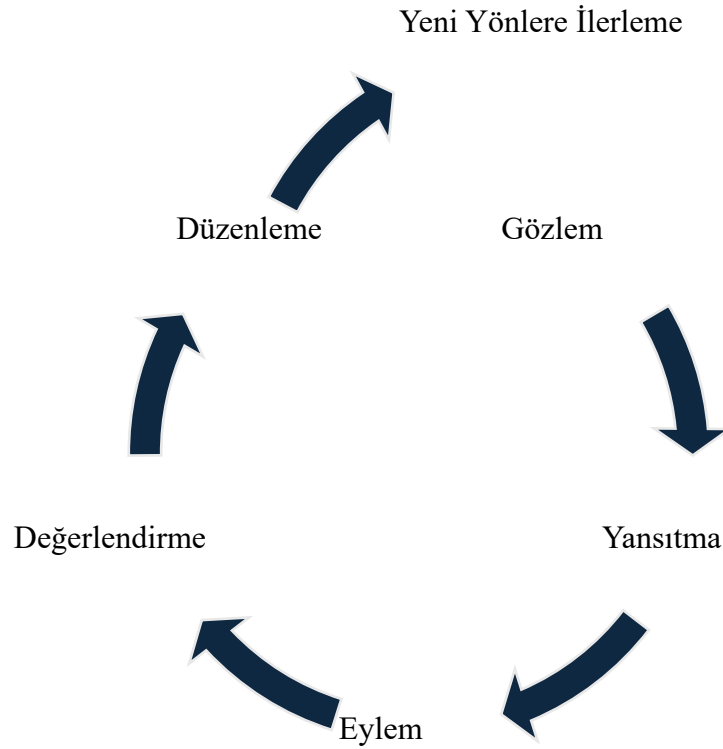 Yeni Yönlere İlerleme
Düzenleme
Gözlem
Değerlendirme
Yansıtma
Eylem